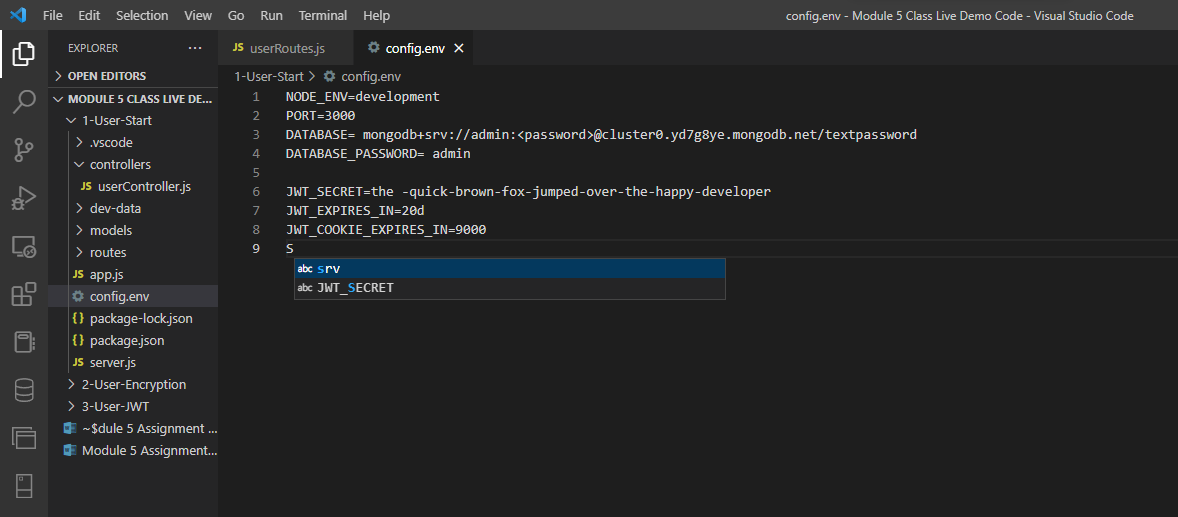 File Edit Selection View Go Run Terminal Help config.env - Module 5 Class Live Demo Code - Visual Studio Code
EXPLORER ···
OPEN EDITORS
MODULE 5 CLASS LIVE DE...
1-User-Start
.vscode
controllers
JS userController.js
dev-data
models
routes
JS app.js
config.env
{} package-lock.json
{} package.json
JS server.js
2-User-Encryption
3-User-JWT
~$dule 5 Assignment ...
Module 5 Assignment...
JS userRoutes.js config.env
1-User-Start > config.env
1 NODE_ENV=development
2 PORT=3000
3 DATABASE= mongodb+srv://admin:<password>@cluster0.yd7g8ye.mongodb.net/textpassword
4 DATABASE_PASSWORD= admin
5
6 JWT_SECRET=the -quick-brown-fox-jumped-over-the-happy-developer
7 JWT_EXPIRES_IN=20d
8 JWT_COOKIE_EXPIRES_IN=9000
9 S
abc srv
abc JWT_SECRET